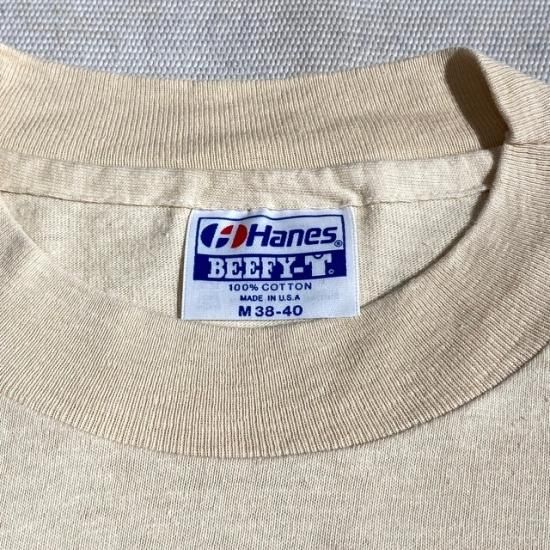 Hanes®
BEEFY-T®
100% COTTON
MADE IN U.S.A
M 38-40